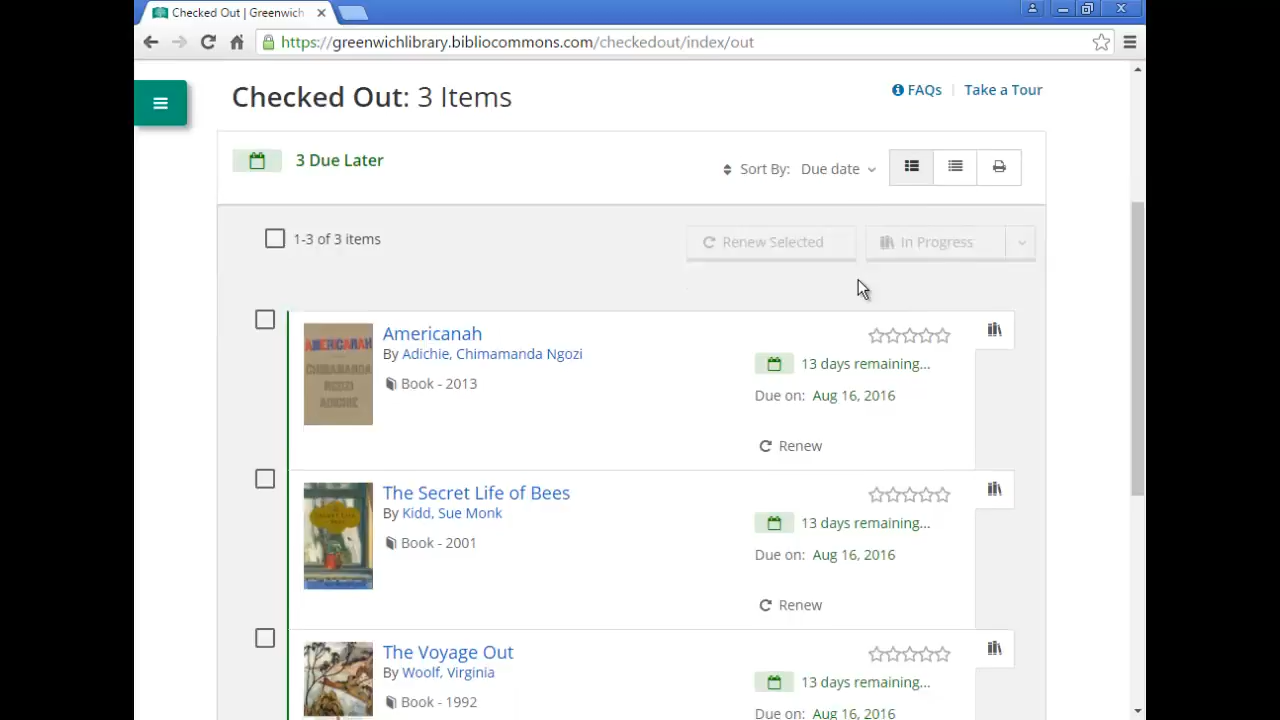 Checked Out | Greenwich
https://greenwichlibrary.bibliocommons.com/checkedout/index/out
Checked Out: 3 Items
FAQs | Take a Tour
3 Due Later
Sort By: Due date
1-3 of 3 items
Renew Selected
In Progress
AMERICANAH
CHIMAMANDA
NGOZI
ADICHIE
Americanah
By Adichie, Chimamanda Ngozi
Book - 2013
13 days remaining...
Due on: Aug 16, 2016
Renew
The Secret Life of Bees
By Kidd, Sue Monk
Book - 2001
13 days remaining...
Due on: Aug 16, 2016
Renew
The Voyage Out
By Woolf, Virginia
Book - 1992
13 days remaining...
Due on: Aug 16, 2016